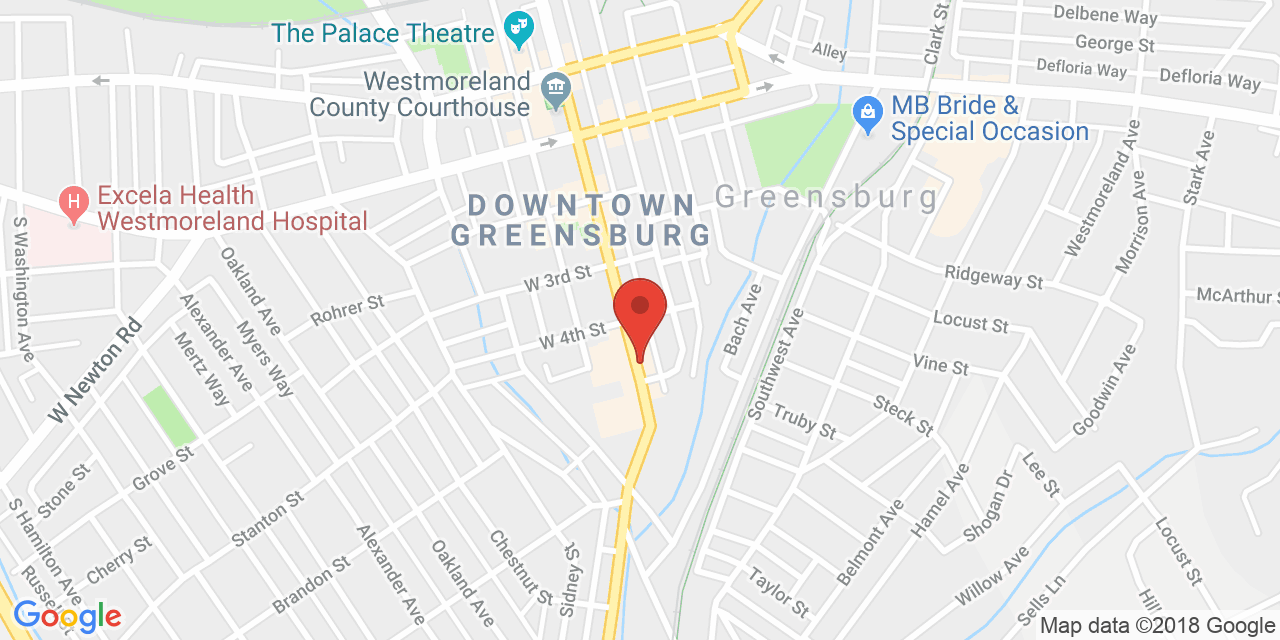 The Palace Theatre
Westmoreland
County Courthouse
Alley
Clark St
Delbene Way
George St
Defloria Way
Defloria Way
MB Bride &
Special Occasion
H
Excela Health
Westmoreland Hospital
DOWNTOWN
GREENSBURG
Greensburg
S Washington Ave
Oakland Ave
Westmoreland Ave
Morrison Ave
Stark Ave
W 3rd St
Rohrer St
W 4th St
Ridgeway St
McArthur S
Alexander Ave
Myers Way
Mertz Way
W Newton Rd
Bach Ave
Southwest Ave
Locust St
Vine St
Goodwin Ave
Steck St
Truby St
Grove St
Stone St
Stanton St
Cherry St
Brandon St
S Hamilton Ave
Russel
St
Alexander Ave
Oakland Ave
Chestnut St
Sidney St
Lee St
Shogan Dr
Hamel Ave
Belmont Ave
Taylor St
Willow Ave
Sells Ln
Locust St
Hill
Google
Map data ©2018 Google